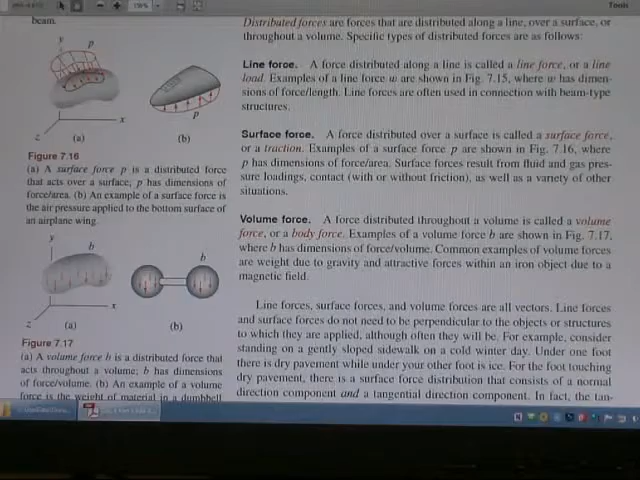 Tools
beam.
y
p
x
z
(a)
p
(b)
Figure 7.16
(a) A surface force p is a distributed force
that acts over a surface; p has dimensions of
force/area. (b) An example of a surface force is
the air pressure applied to the bottom surface of
an airplane wing.
y
b
x
z
(a)
b
(b)
Figure 7.17
(a) A volume force b is a distributed force that
acts throughout a volume; b has dimensions
of force/volume. (b) An example of a volume
force is the weight of material in a dumbbell
Distributed forces are forces that are distributed along a line, over a surface, or
throughout a volume. Specific types of distributed forces are as follows:
Line force. A force distributed along a line is called a line force, or a line
load. Examples of a line force w are shown in Fig. 7.15, where w has dimen-
sions of force/length. Line forces are often used in connection with beam-type
structures.
Surface force. A force distributed over a surface is called a surface force,
or a traction. Examples of a surface force p are shown in Fig. 7.16, where
p has dimensions of force/area. Surface forces result from fluid and gas pres-
sure loadings, contact (with or without friction), as well as a variety of other
situations.
Volume force. A force distributed throughout a volume is called a volume
force, or a body force. Examples of a volume force b are shown in Fig. 7.17,
where b has dimensions of force/volume. Common examples of volume forces
are weight due to gravity and attractive forces within an iron object due to a
magnetic field.
Line forces, surface forces, and volume forces are all vectors. Line forces
and surface forces do not need to be perpendicular to the objects or structures
to which they are applied, although often they will be. For example, consider
standing on a gently sloped sidewalk on a cold winter day. Under one foot
there is dry pavement while under your other foot is ice. For the foot touching
dry pavement, there is a surface force distribution that consists of a normal
direction component and a tangential direction component. In fact, the tan-